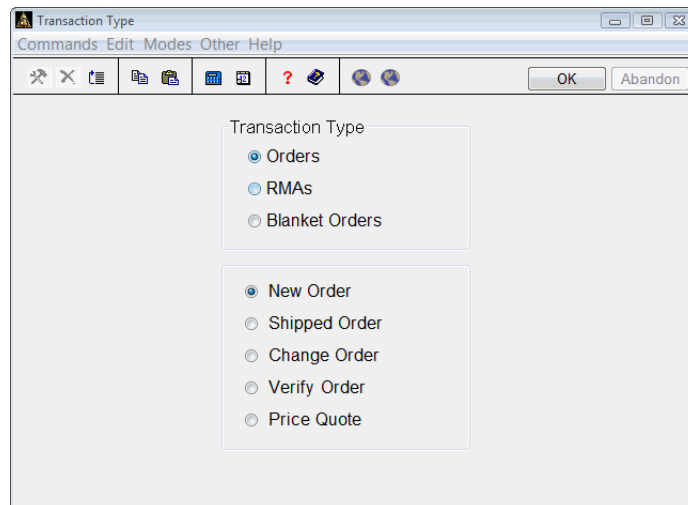 Transaction Type
Commands Edit Modes Other Help
? OK Abandon
Transaction Type
Orders
RMAs
Blanket Orders
New Order
Shipped Order
Change Order
Verify Order
Price Quote